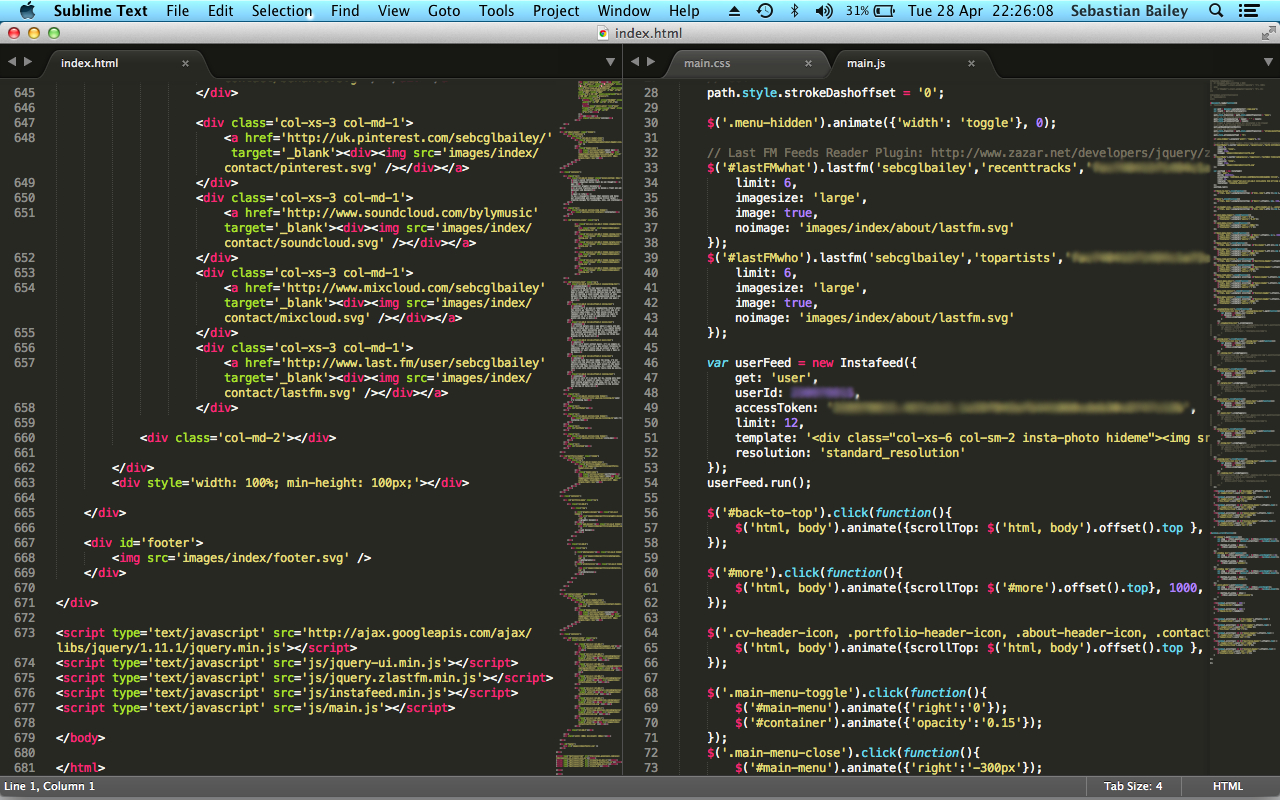 Sublime Text File Edit Selection Find View Goto Tools Project Window Help 31% Tue 28 Apr 22:26:08 Sebastian Bailey
index.html
index.html ×
645 </div>
646
647 <div class='col-xs-3 col-md-1'>
648 <a href='http://uk.pinterest.com/sebcglbailey/'
target='_blank'><div><img src='images/index/
contact/pinterest.svg' /></div></a>
649 </div>
650 <div class='col-xs-3 col-md-1'>
651 <a href='http://www.soundcloud.com/bylymusic'
target='_blank'><div><img src='images/index/
contact/soundcloud.svg' /></div></a>
652 </div>
653 <div class='col-xs-3 col-md-1'>
654 <a href='http://www.mixcloud.com/sebcglbailey'
target='_blank'><div><img src='images/index/
contact/mixcloud.svg' /></div></a>
655 </div>
656 <div class='col-xs-3 col-md-1'>
657 <a href='http://www.last.fm/user/sebcglbailey'
target='_blank'><div><img src='images/index/
contact/lastfm.svg' /></div></a>
658 </div>
659
660 <div class='col-md-2'></div>
661
662 </div>
663 <div style='width: 100%; min-height: 100px;'></div>
664
665 </div>
666
667 <div id='footer'>
668 <img src='images/index/footer.svg' />
669 </div>
670
671 </div>
672
673 <script type='text/javascript' src='http://ajax.googleapis.com/ajax/
libs/jquery/1.11.1/jquery.min.js'></script>
674 <script type='text/javascript' src='js/jquery-ui.min.js'></script>
675 <script type='text/javascript' src='js/jquery.zlastfm.min.js'></script>
676 <script type='text/javascript' src='js/instafeed.min.js'></script>
677 <script type='text/javascript' src='js/main.js'></script>
678
679 </body>
680
681 </html>
main.css × main.js ×
28 path.style.strokeDashoffset = '0';
29
30 $('.menu-hidden').animate({'width': 'toggle'}, 0);
31
32 // Last FM Feeds Reader Plugin: http://www.zazar.net/developers/jquery/z
33 $('#lastFMwhat').lastfm('sebcglbailey','recenttracks','
34 limit: 6,
35 imagesize: 'large',
36 image: true,
37 noimage: 'images/index/about/lastfm.svg'
38 });
39 $('#lastFMwho').lastfm('sebcglbailey','topartists','
40 limit: 6,
41 imagesize: 'large',
42 image: true,
43 noimage: 'images/index/about/lastfm.svg'
44 });
45
46 var userFeed = new Instafeed({
47 get: 'user',
48 userId: ,
49 accessToken: '',
50 limit: 12,
51 template: '<div class="col-xs-6 col-sm-2 insta-photo hideme"><img sr
52 resolution: 'standard_resolution'
53 });
54 userFeed.run();
55
56 $('#back-to-top').click(function(){
57 $('html, body').animate({scrollTop: $('html, body').offset().top },
58 });
59
60 $('#more').click(function(){
61 $('html, body').animate({scrollTop: $('#more').offset().top}, 1000,
62 });
63
64 $('.cv-header-icon, .portfolio-header-icon, .about-header-icon, .contact
65 $('html, body').animate({scrollTop: $('html, body').offset().top },
66 });
67
68 $('.main-menu-toggle').click(function(){
69 $('#main-menu').animate({'right':'0'});
70 $('#container').animate({'opacity':'0.15'});
71 });
72 $('.main-menu-close').click(function(){
73 $('#main-menu').animate({'right':'-300px'});
Line 1, Column 1 Tab Size: 4 HTML